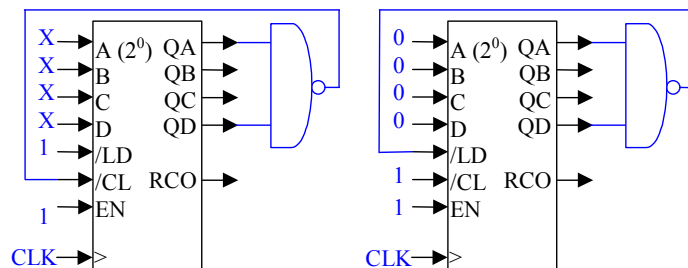 X A (2⁰) QA
X B QB
X C QC
X D QD
1 /LD
/CL RCO
1 EN
CLK >
0 A (2⁰) QA
0 B QB
0 C QC
0 D QD
/LD
1 /CL RCO
1 EN
CLK >